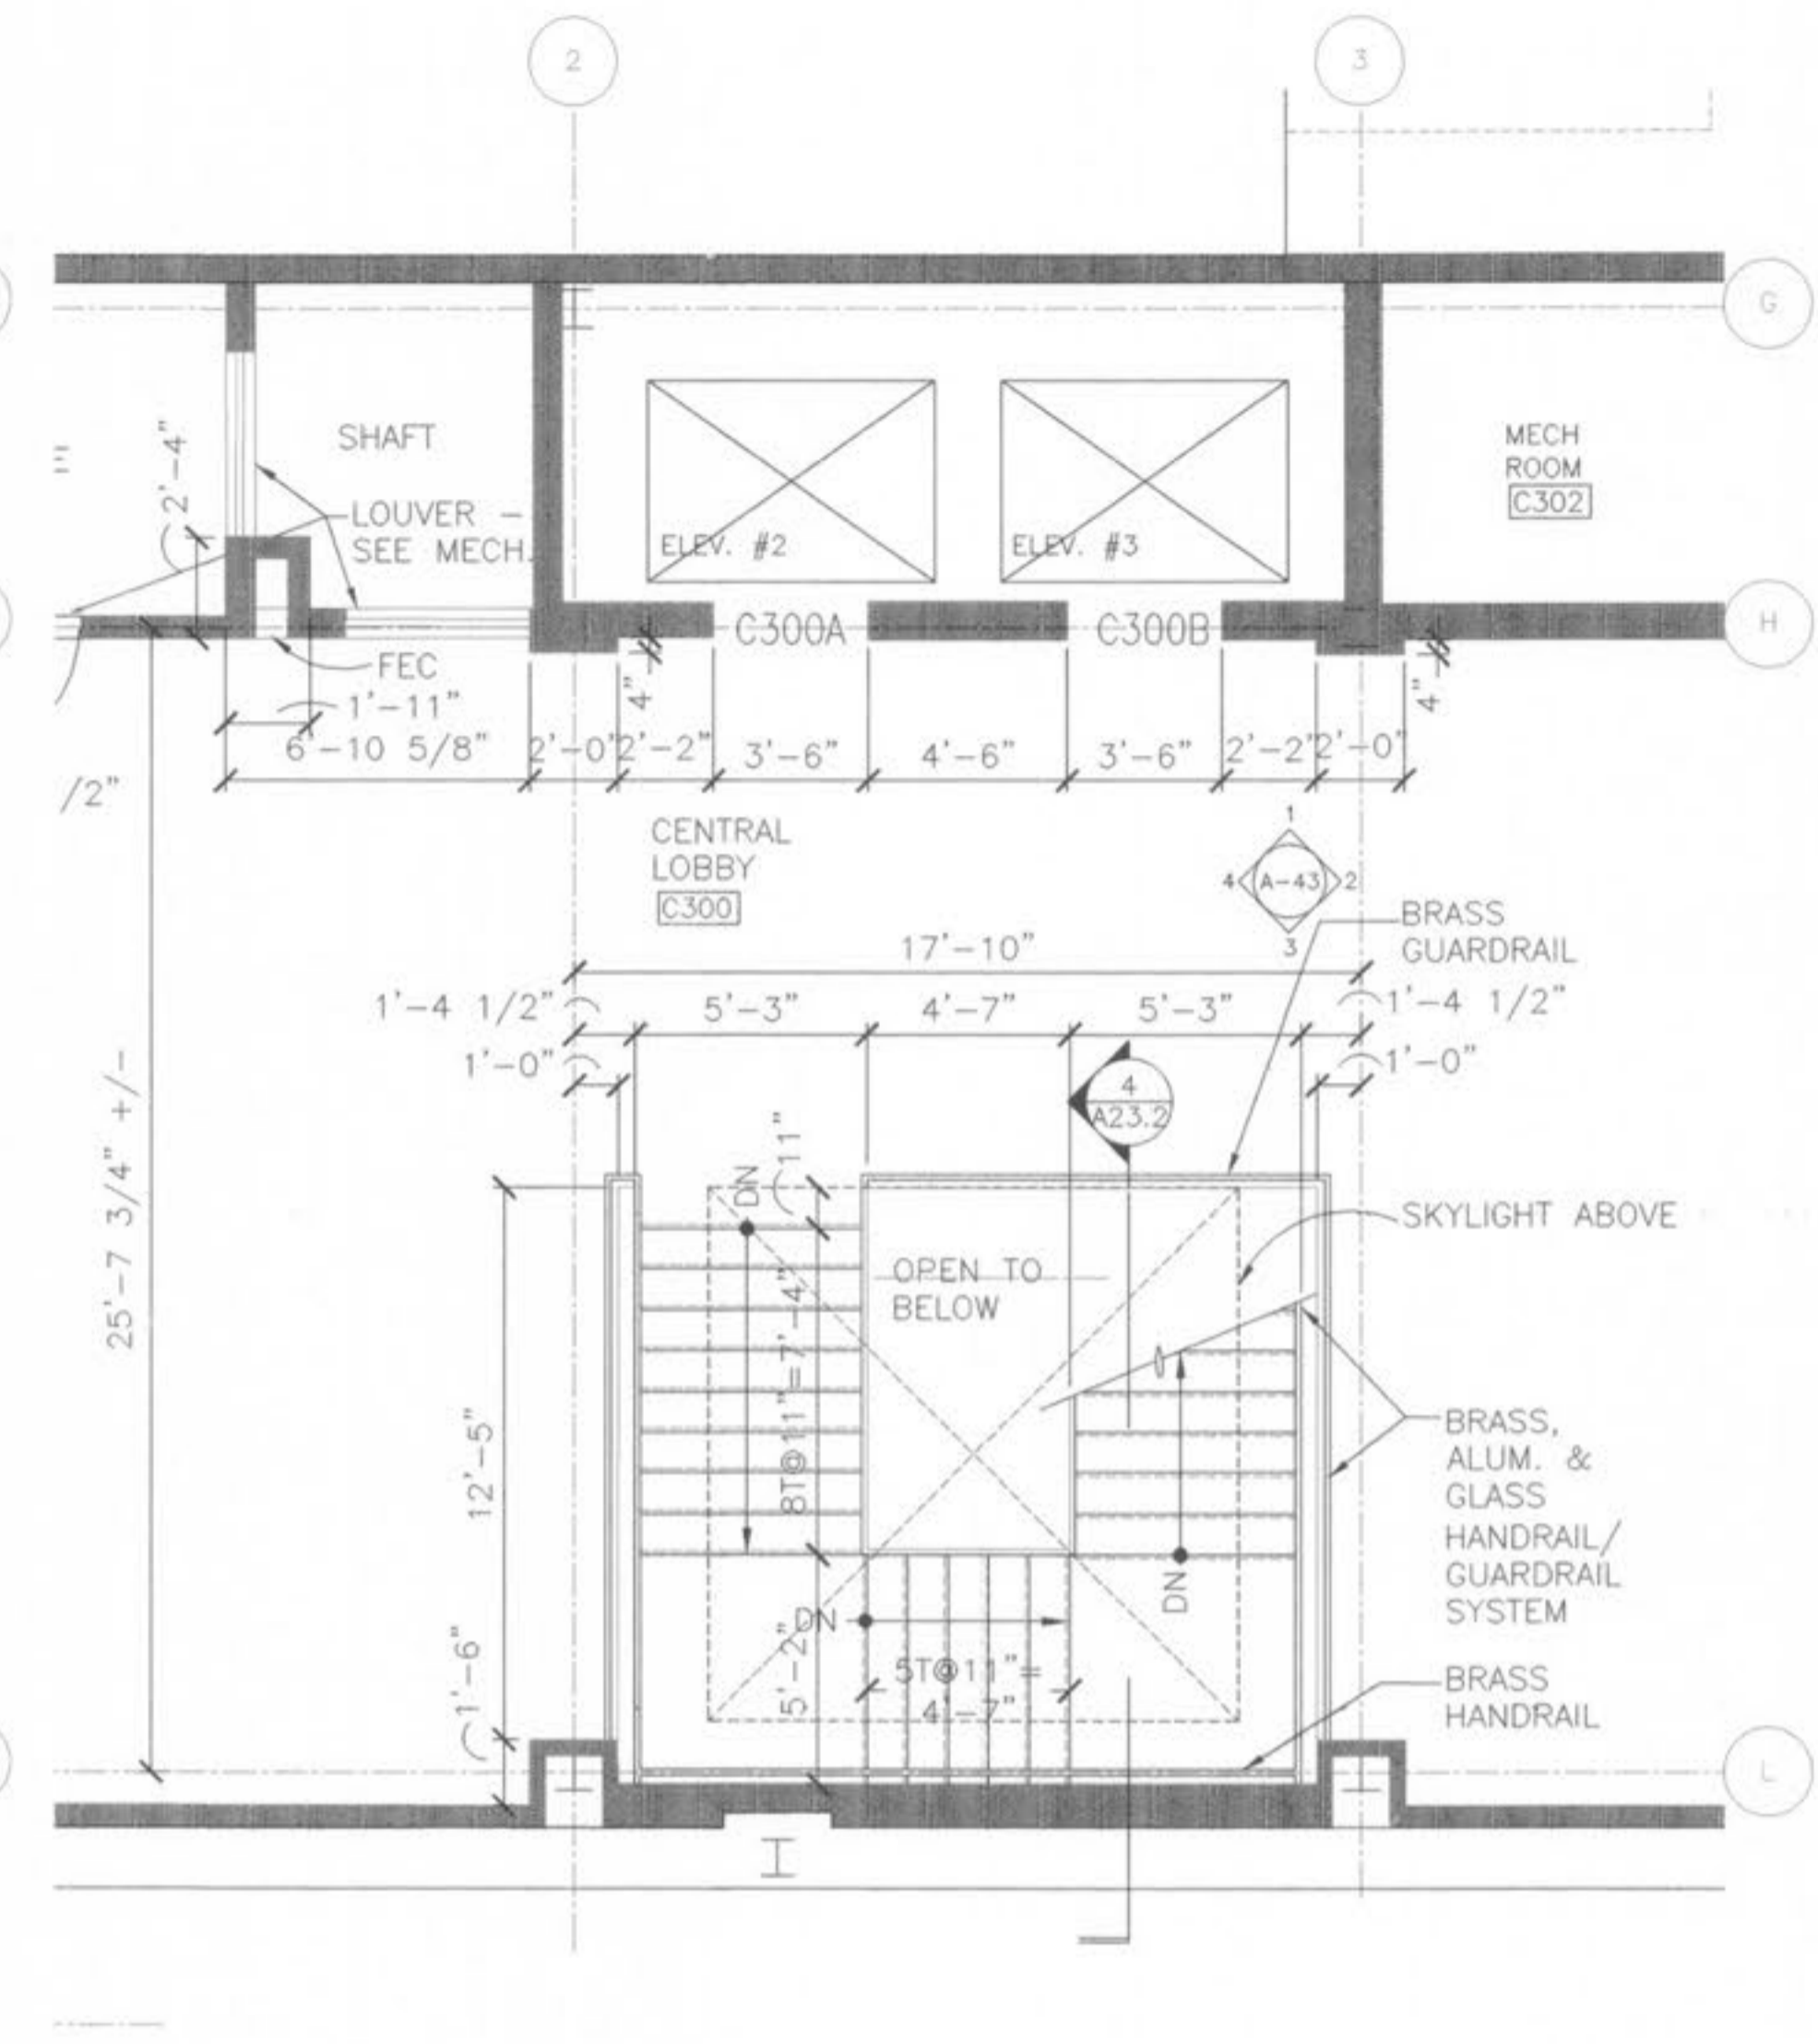 2
3
G
SHAFT
2'-4"
MECH
ROOM
C302
LOUVER –
SEE MECH.
ELEV. #2
ELEV. #3
C300A
C300B
H
FEC
1'-11"
4"
4"
6'-10 5/8"
2'-0"
2'-2"
3'-6"
4'-6"
3'-6"
2'-2"
2'-0"
/2"
CENTRAL
LOBBY
C300
1
4
A-43
2
3
BRASS
GUARDRAIL
17'-10"
1'-4 1/2"
5'-3"
4'-7"
5'-3"
1'-4 1/2"
1'-0"
1'-0"
25'-7 3/4" +/-
4
A23.2
11"
DN
SKYLIGHT ABOVE
OPEN TO
BELOW
8T@11"=7'-4"
12'-5"
BRASS,
ALUM. &
GLASS
HANDRAIL/
GUARDRAIL
SYSTEM
DN
DN
5'-2"
5T@11"=
4'-7"
1'-6"
BRASS
HANDRAIL
L